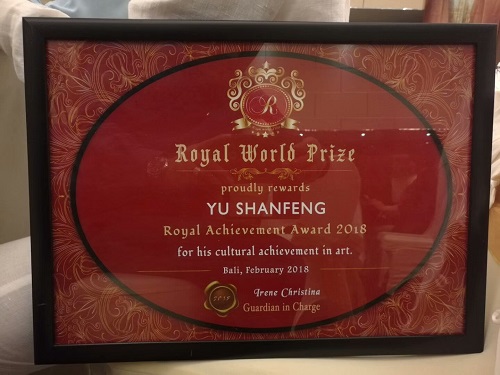 R
Royal World Prize
proudly rewards
YU SHANFENG
Royal Achievement Award 2018
for his cultural achievement in art.
Bali, February 2018
2018
Irene Christina
Guardian in Charge